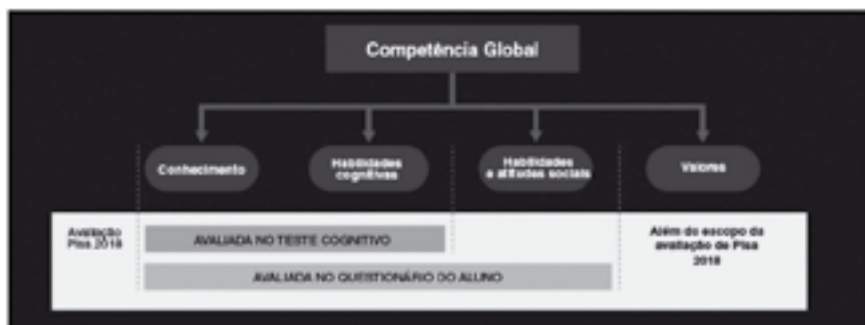 Competência Global
Conhecimento
Habilidades
cognitivas
Habilidades
e atitudes sociais
Valores
Avaliação
Pisa 2018
AVALIADA NO TESTE COGNITIVO
AVALIADA NO QUESTIONÁRIO DO ALUNO
Além do escopo da
avaliação de Pisa
2018